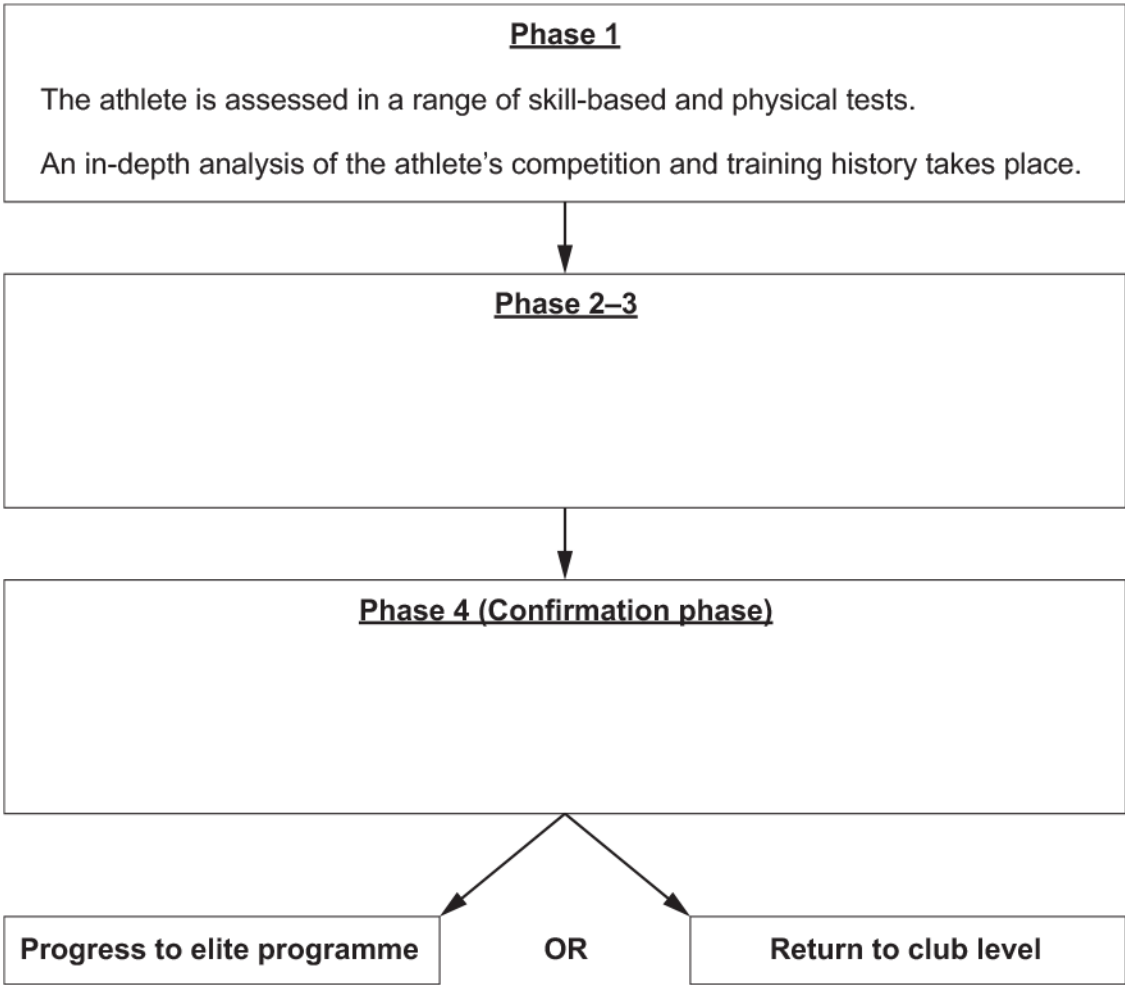 Phase 1
The athlete is assessed in a range of skill-based and physical tests.
An in-depth analysis of the athlete’s competition and training history takes place.
Phase 2–3
Phase 4 (Confirmation phase)
Progress to elite programme
OR
Return to club level